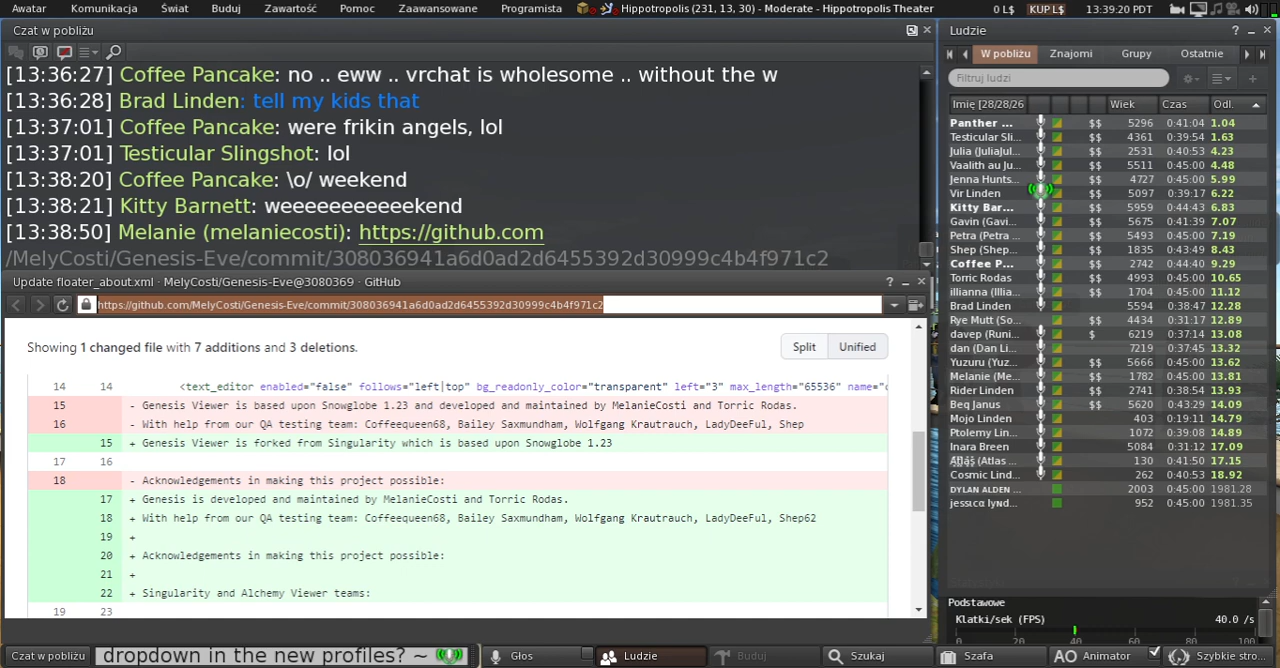 Awatar Komunikacja Świat Buduj Zawartość Pomoc Zaawansowane Programista Hippotropolis (231, 13, 30) - Moderate - Hippotropolis Theater 0 L$ KUP L$ 13:39:20 PDT
Czat w pobliżu
[13:36:27] Coffee Pancake: no .. eww .. vrchat is wholesome .. without the w
[13:36:28] Brad Linden: tell my kids that
[13:37:01] Coffee Pancake: were frikin angels, lol
[13:37:01] Testicular Slingshot: lol
[13:38:20] Coffee Pancake: \o/ weekend
[13:38:21] Kitty Barnett: weeeeeeeeeeekend
[13:38:50] Melanie (melaniecosti): https://github.com
/MelyCosti/Genesis-Eve/commit/308036941a6d0ad2d6455392d30999c4b4f971c2
Update floater_about.xml · MelyCosti/Genesis-Eve@3080369 · GitHub
https://github.com/MelyCosti/Genesis-Eve/commit/308036941a6d0ad2d6455392d30999c4b4f971c2
Showing 1 changed file with 7 additions and 3 deletions.
Split Unified
14 14 <text_editor enabled="false" follows="left|top" bg_readonly_color="transparent" left="3" max_length="65536" name="c
15 - Genesis Viewer is based upon Snowglobe 1.23 and developed and maintained by MelanieCosti and Torric Rodas.
16 - With help from our QA testing team: Coffeequeen68, Bailey Saxmundham, Wolfgang Krautrauch, LadyDeeFul, Shep
15 + Genesis Viewer is forked from Singularity which is based upon Snowglobe 1.23
17 16
18 - Acknowledgements in making this project possible:
17 + Genesis is developed and maintained by MelanieCosti and Torric Rodas.
18 + With help from our QA testing team: Coffeequeen68, Bailey Saxmundham, Wolfgang Krautrauch, LadyDeeFul, Shep62
19 +
20 + Acknowledgements in making this project possible:
21 +
22 + Singularity and Alchemy Viewer teams:
19 23
Ludzie
W pobliżu Znajomi Grupy Ostatnie
Filtruj ludzi
Imię [28/28/26 Wiek Czas Odl.
Panther ... $$ 5296 0:41:04 1.04
Testicular Sli... $$ 4361 0:39:54 1.63
Julia (JuliaJul... $$ 2531 0:40:53 4.23
Vaalith au Ju... $$ 5511 0:45:00 4.48
Jenna Hunts... $$ 4727 0:45:00 5.99
Vir Linden $$ 5097 0:39:17 6.22
Kitty Bar... $$ 5959 0:44:43 6.83
Gavin (Gavi... $$ 5675 0:41:39 7.07
Petra (Petra ... $$ 5493 0:45:00 7.19
Shep (Shep... $$ 1835 0:43:49 8.43
Coffee P... $$ 2742 0:44:40 9.29
Torric Rodas $$ 4993 0:45:00 10.65
illianna (Illia... $$ 1704 0:45:00 11.12
Brad Linden 5594 0:38:47 12.28
Rye Mutt (So... $$ 4434 0:31:17 12.89
davep (Runi... $ 6219 0:37:14 13.08
dan (Dan Li... 7219 0:37:45 13.32
Yuzuru (Yuz... $$ 5666 0:45:00 13.62
Melanie (Me... $$ 1782 0:45:00 13.81
Rider Linden $$ 2741 0:38:54 13.93
Beq Janus $$ 5620 0:43:29 14.09
Mojo Linden 403 0:19:11 14.79
Ptolemy Lin... 1072 0:39:08 14.89
Inara Breen 5084 0:31:12 17.09
(Atlas ... 130 0:41:50 17.15
Cosmic Lind... 262 0:40:53 18.92
DYLAN ALDEN ... 2003 0:45:00 1981.28
jessıcα lyɴd... 952 0:45:00 1981.35
Podstawowe
Klatki/sek (FPS) 40.0 /s
0 20 40 60 80 100
Czat w pobliżu dropdown in the new profiles? ~ Głos Ludzie Buduj Szukaj Szafa AO Animator Szybkie stro...